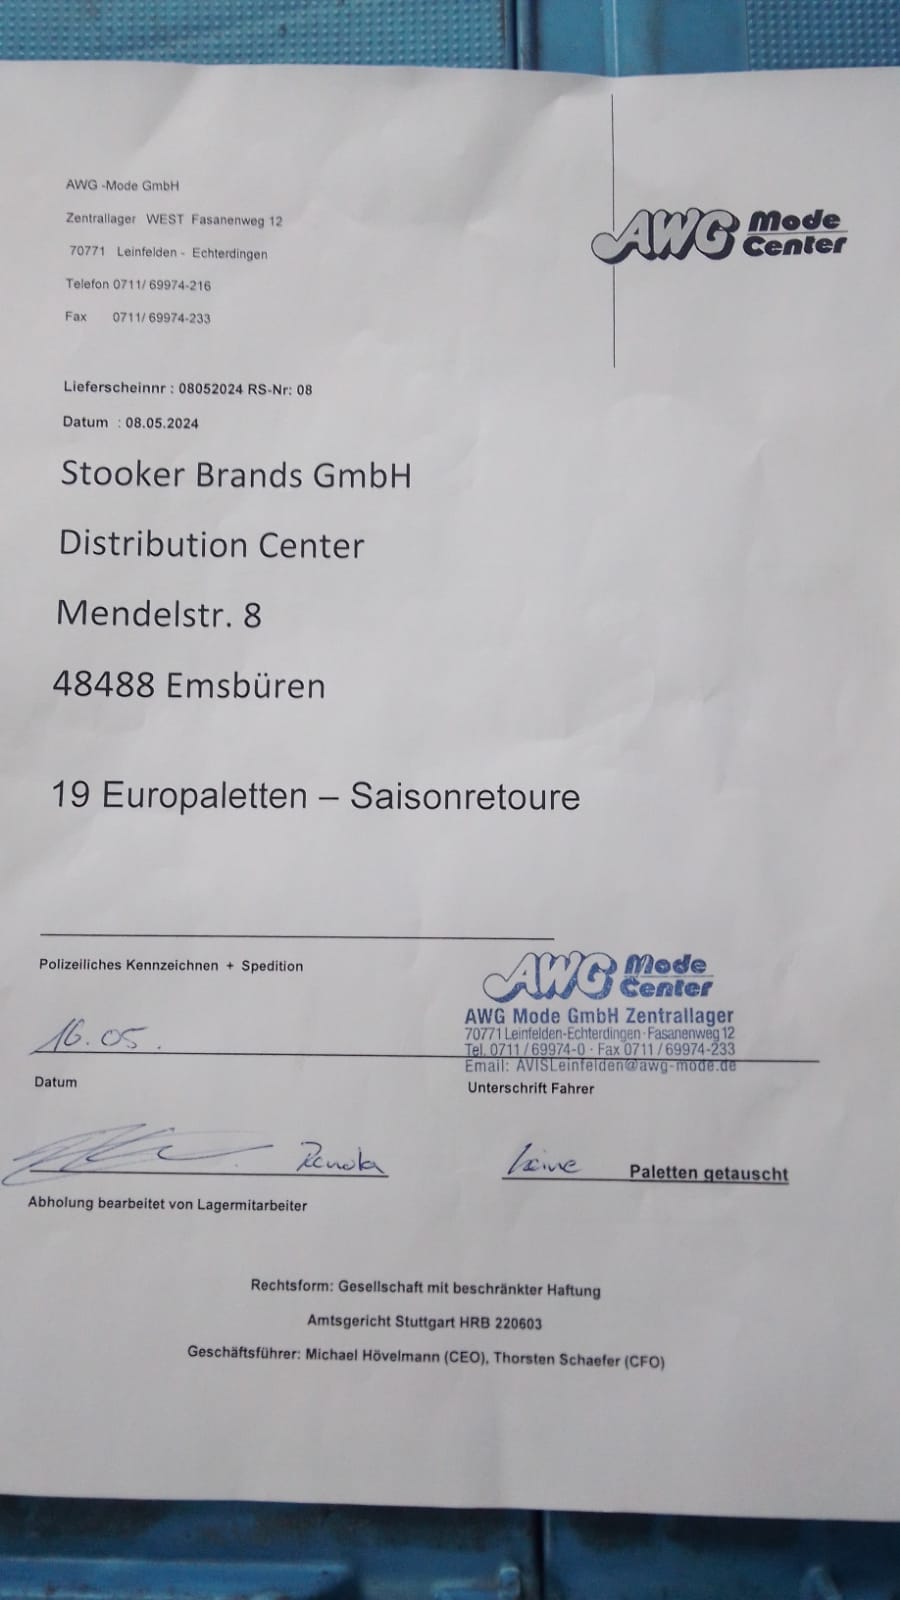 AWG -Mode GmbH
Zentrallager WEST Fasanenweg 12
70771 Leinfelden - Echterdingen
Telefon 0711/ 69974-216
Fax 0711/ 69974-233
AWG Mode Center
Lieferscheinnr : 08052024 RS-Nr: 08
Datum : 08.05.2024
Stooker Brands GmbH
Distribution Center
Mendelstr. 8
48488 Emsbüren
19 Europaletten – Saisonretoure
Polizeiliches Kennzeichnen + Spedition
AWG Mode Center
AWG Mode GmbH Zentrallager
70771 Leinfelden-Echterdingen · Fasanenweg 12
Tel. 0711 / 69974-0 · Fax 0711 / 69974-233
Email: AVISLeinfelden@awg-mode.de
16.05.
Datum
Unterschrift Fahrer
keine Paletten getauscht
Abholung bearbeitet von Lagermitarbeiter
Rechtsform: Gesellschaft mit beschränkter Haftung
Amtsgericht Stuttgart HRB 220603
Geschäftsführer: Michael Hövelmann (CEO), Thorsten Schaefer (CFO)